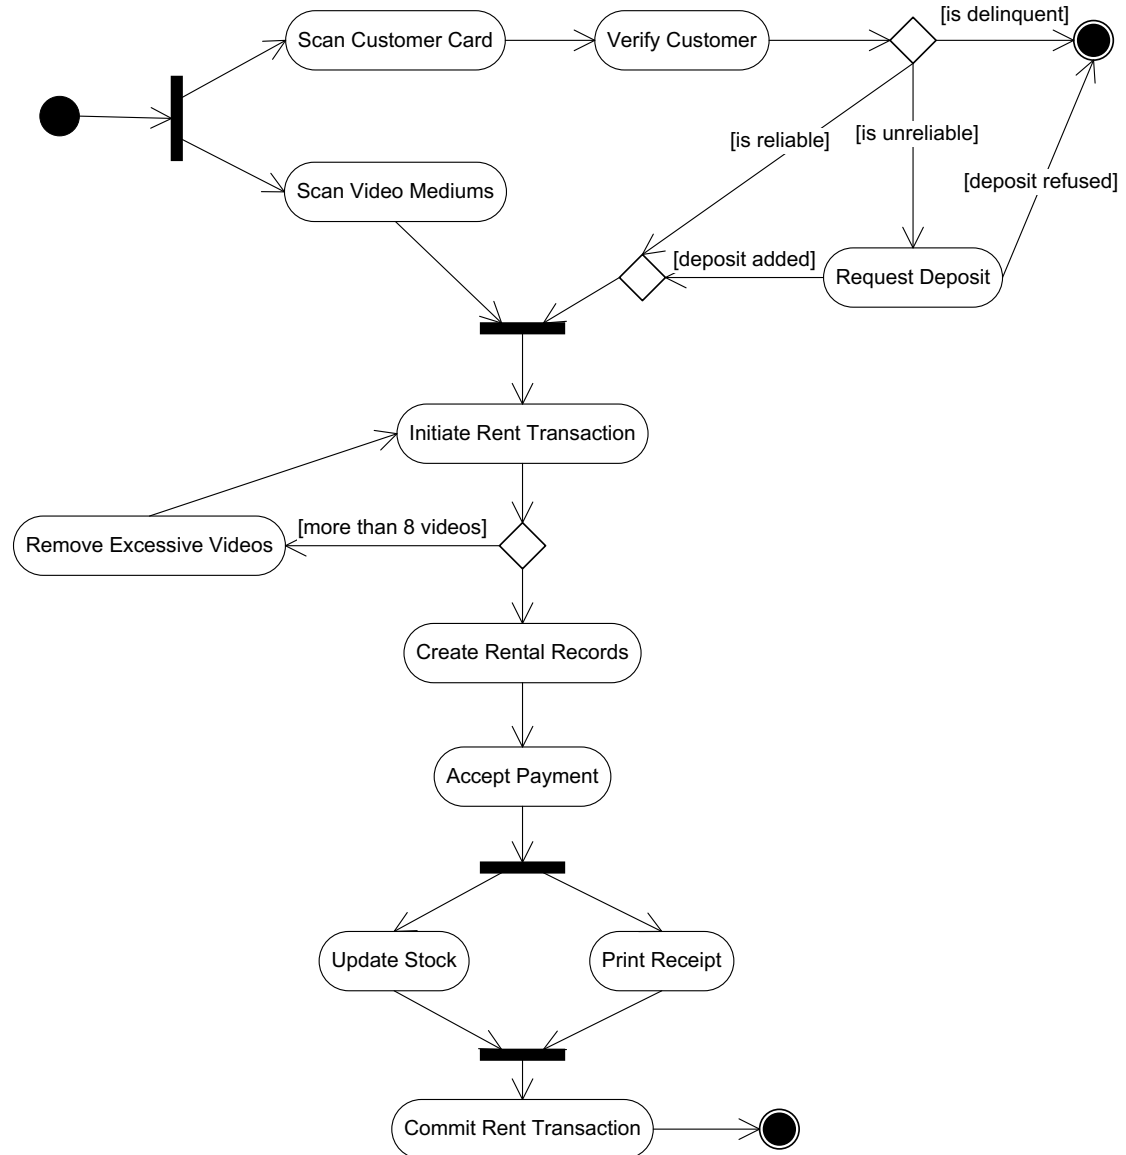 [is delinquent]
Scan Customer Card
Verify Customer
[is reliable]
[is unreliable]
Scan Video Mediums
[deposit refused]
[deposit added]
Request Deposit
Initiate Rent Transaction
[more than 8 videos]
Remove Excessive Videos
Create Rental Records
Accept Payment
Update Stock
Print Receipt
Commit Rent Transaction